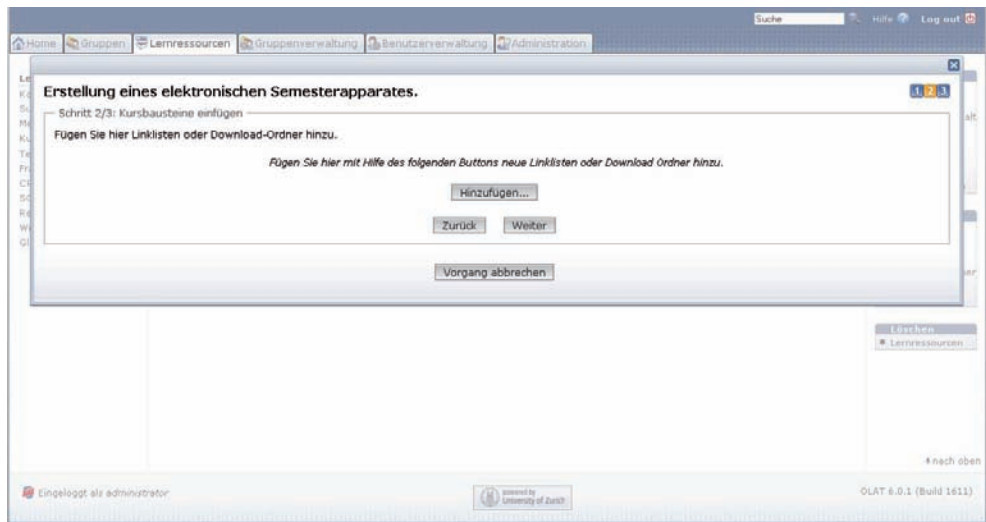 Suche Hilfe Log out
Home Gruppen Lernressourcen Gruppenverwaltung Benutzerverwaltung Administration
Erstellung eines elektronischen Semesterapparates.
1 2 3
Schritt 2/3: Kursbausteine einfügen
Fügen Sie hier Linklisten oder Download-Ordner hinzu.
Fügen Sie hier mit Hilfe des folgenden Buttons neue Linklisten oder Download Ordner hinzu.
Hinzufügen...
Zurück Weiter
Vorgang abbrechen
Löschen
Lernressourcen
nach oben
Eingeloggt als administrator
powered by
University of Zurich
OLAT 6.0.1 (Build 1611)